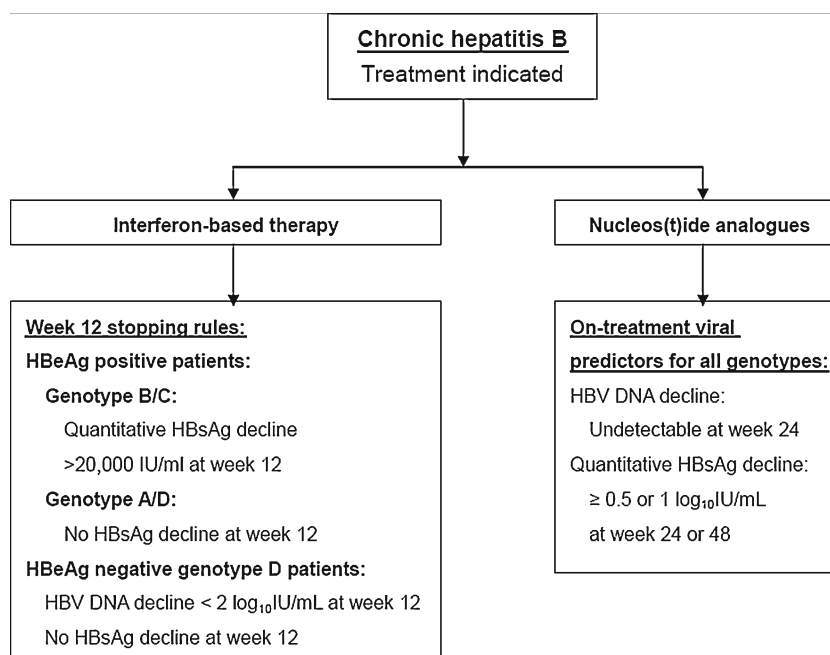 Chronic hepatitis B
Treatment indicated
Interferon-based therapy
Nucleos(t)ide analogues
Week 12 stopping rules:
HBeAg positive patients:
Genotype B/C:
Quantitative HBsAg decline
>20,000 IU/ml at week 12
Genotype A/D:
No HBsAg decline at week 12
HBeAg negative genotype D patients:
HBV DNA decline < 2 log₁₀IU/mL at week 12
No HBsAg decline at week 12
On-treatment viral
predictors for all genotypes:
HBV DNA decline:
Undetectable at week 24
Quantitative HBsAg decline:
≥ 0.5 or 1 log₁₀IU/mL
at week 24 or 48